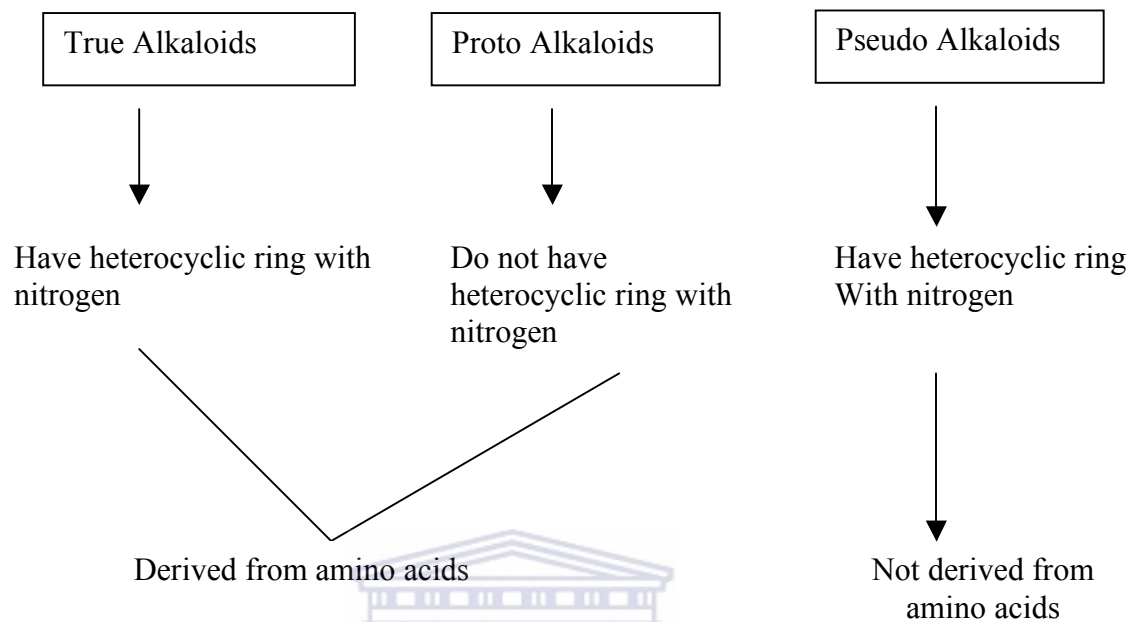 True Alkaloids
Proto Alkaloids
Pseudo Alkaloids
Have heterocyclic ring with
nitrogen
Do not have
heterocyclic ring with
nitrogen
Have heterocyclic ring
With nitrogen
Derived from amino acids
Not derived from
amino acids